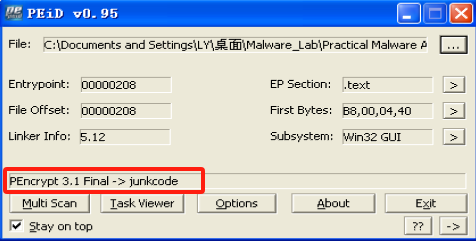 PEiD v0.95
File: C:\Documents and Settings\LY\桌面\Malware_Lab\Practical Malware A ...
Entrypoint: 00000208 EP Section: .text >
File Offset: 00000208 First Bytes: B8,00,04,40 >
Linker Info: 5.12 Subsystem: Win32 GUI >
PEncrypt 3.1 Final -> junkcode
Multi Scan Task Viewer Options About Exit
Stay on top ?? ->